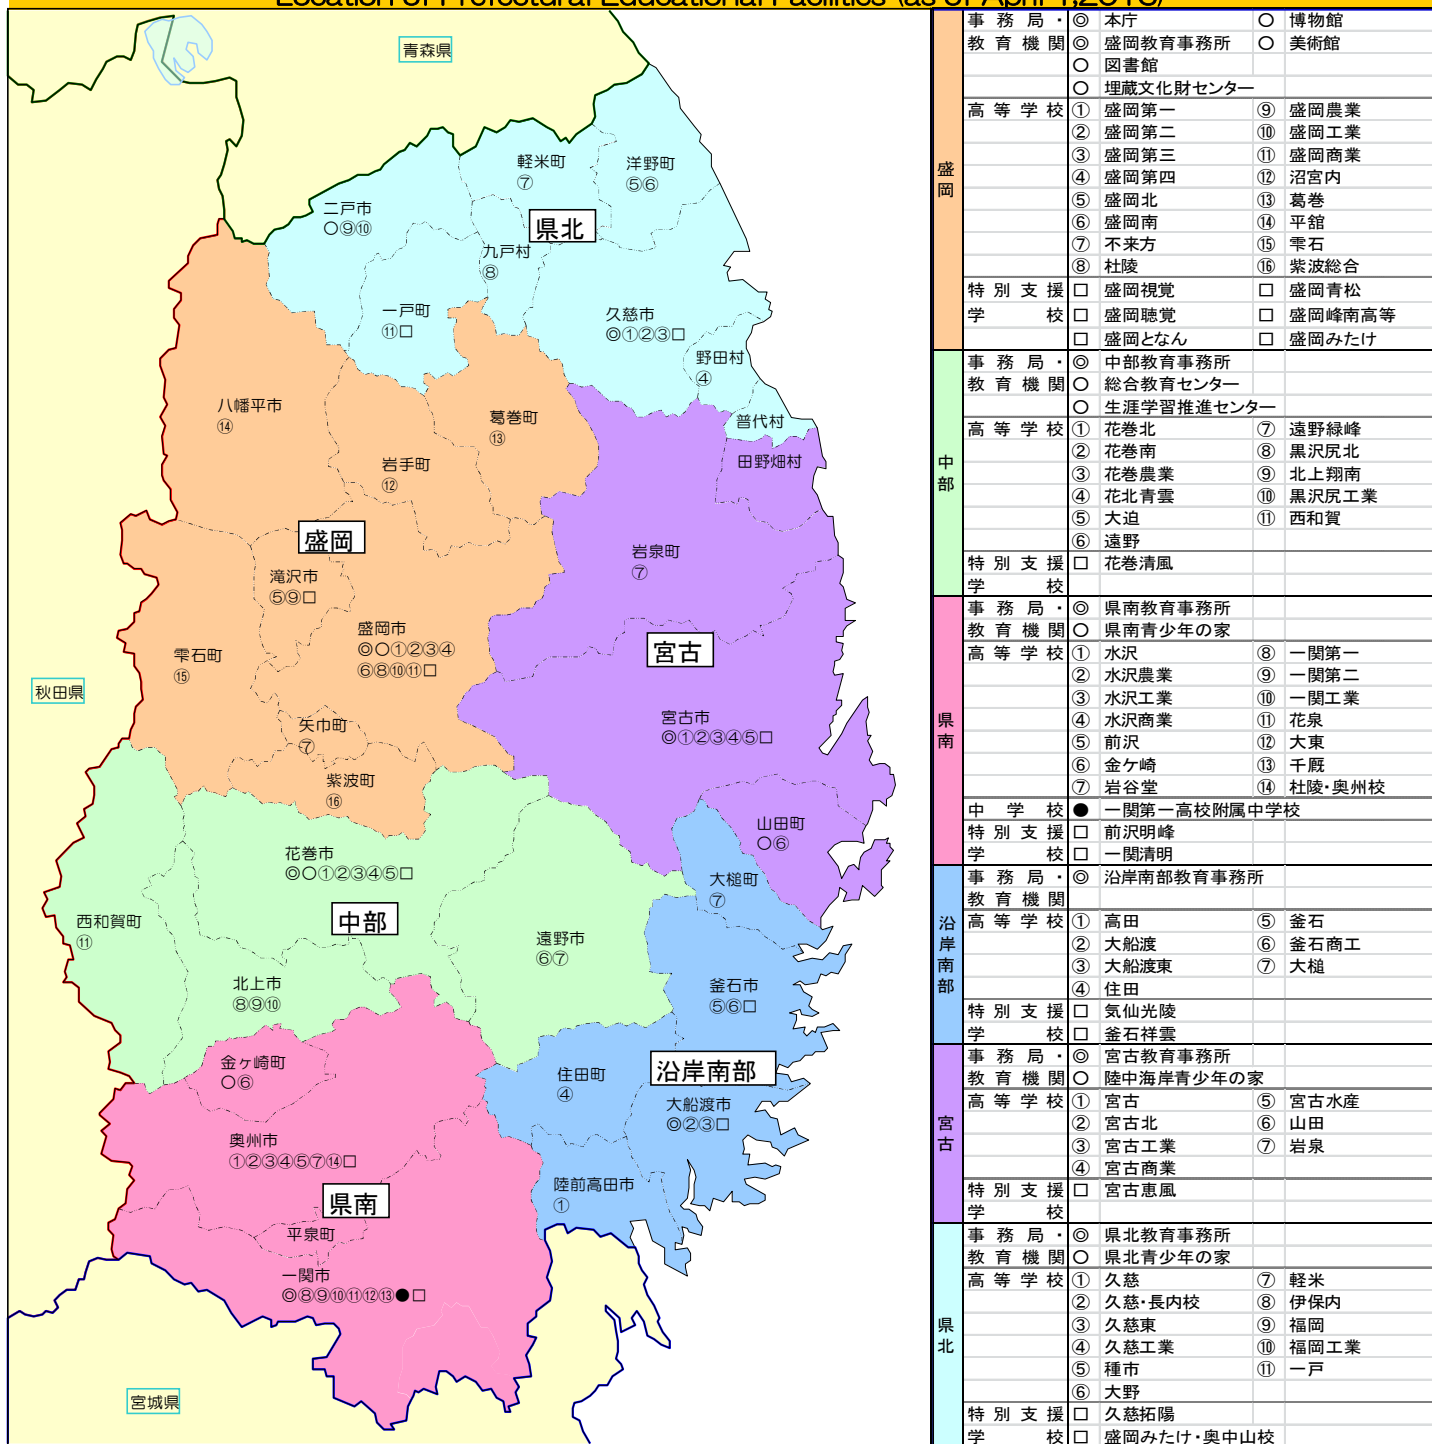 Location of Prefectural Educational Facilities (as of April 1,2016)
青森県
軽米町
⑦
洋野町
⑤⑥
二戸市
○⑨⑩
県北
九戸村
⑧
一戸町
⑪□
久慈市
◎①②③□
野田村
④
普代村
八幡平市
⑭
葛巻町
⑬
岩手町
⑫
田野畑村
盛岡
滝沢市
⑤⑨□
岩泉町
⑦
盛岡市
◎○①②③④
⑥⑧⑩⑪□
宮古
雫石町
⑮
秋田県
矢巾町
⑦
宮古市
◎①②③④⑤□
紫波町
⑯
山田町
○⑥
花巻市
◎○①②③④⑤□
大槌町
⑦
中部
西和賀町
⑪
遠野市
⑥⑦
北上市
⑧⑨⑩
釜石市
⑤⑥□
金ヶ崎町
○⑥
住田町
④
沿岸南部
大船渡市
◎②③□
奥州市
①②③④⑤⑦⑭□
県南
陸前高田市
①
平泉町
一関市
◎⑧⑨⑩⑪⑫⑬●□
宮城県
盛岡
事務局・ ◎ 本庁 ○ 博物館
教育機関 ◎ 盛岡教育事務所 ○ 美術館
○ 図書館
○ 埋蔵文化財センター
高等学校 ① 盛岡第一 ⑨ 盛岡農業
② 盛岡第二 ⑩ 盛岡工業
③ 盛岡第三 ⑪ 盛岡商業
④ 盛岡第四 ⑫ 沼宮内
⑤ 盛岡北 ⑬ 葛巻
⑥ 盛岡南 ⑭ 平舘
⑦ 不来方 ⑮ 雫石
⑧ 杜陵 ⑯ 紫波総合
特別支援 □ 盛岡視覚 □ 盛岡青松
学校 □ 盛岡聴覚 □ 盛岡峰南高等
□ 盛岡となん □ 盛岡みたけ
中部
事務局・ ◎ 中部教育事務所
教育機関 ○ 総合教育センター
○ 生涯学習推進センター
高等学校 ① 花巻北 ⑦ 遠野緑峰
② 花巻南 ⑧ 黒沢尻北
③ 花巻農業 ⑨ 北上翔南
④ 花北青雲 ⑩ 黒沢尻工業
⑤ 大迫 ⑪ 西和賀
⑥ 遠野
特別支援 □ 花巻清風
学校
県南
事務局・ ◎ 県南教育事務所
教育機関 ○ 県南青少年の家
高等学校 ① 水沢 ⑧ 一関第一
② 水沢農業 ⑨ 一関第二
③ 水沢工業 ⑩ 一関工業
④ 水沢商業 ⑪ 花泉
⑤ 前沢 ⑫ 大東
⑥ 金ケ崎 ⑬ 千厩
⑦ 岩谷堂 ⑭ 杜陵・奥州校
中学校 ● 一関第一高校附属中学校
特別支援 □ 前沢明峰
学校 □ 一関清明
沿岸南部
事務局・ ◎ 沿岸南部教育事務所
教育機関
高等学校 ① 高田 ⑤ 釜石
② 大船渡 ⑥ 釜石商工
③ 大船渡東 ⑦ 大槌
④ 住田
特別支援 □ 気仙光陵
学校 □ 釜石祥雲
宮古
事務局・ ◎ 宮古教育事務所
教育機関 ○ 陸中海岸青少年の家
高等学校 ① 宮古 ⑤ 宮古水産
② 宮古北 ⑥ 山田
③ 宮古工業 ⑦ 岩泉
④ 宮古商業
特別支援 □ 宮古恵風
学校
県北
事務局・ ◎ 県北教育事務所
教育機関 ○ 県北青少年の家
高等学校 ① 久慈 ⑦ 軽米
② 久慈・長内校 ⑧ 伊保内
③ 久慈東 ⑨ 福岡
④ 久慈工業 ⑩ 福岡工業
⑤ 種市 ⑪ 一戸
⑥ 大野
特別支援 □ 久慈拓陽
学校 □ 盛岡みたけ・奥中山校